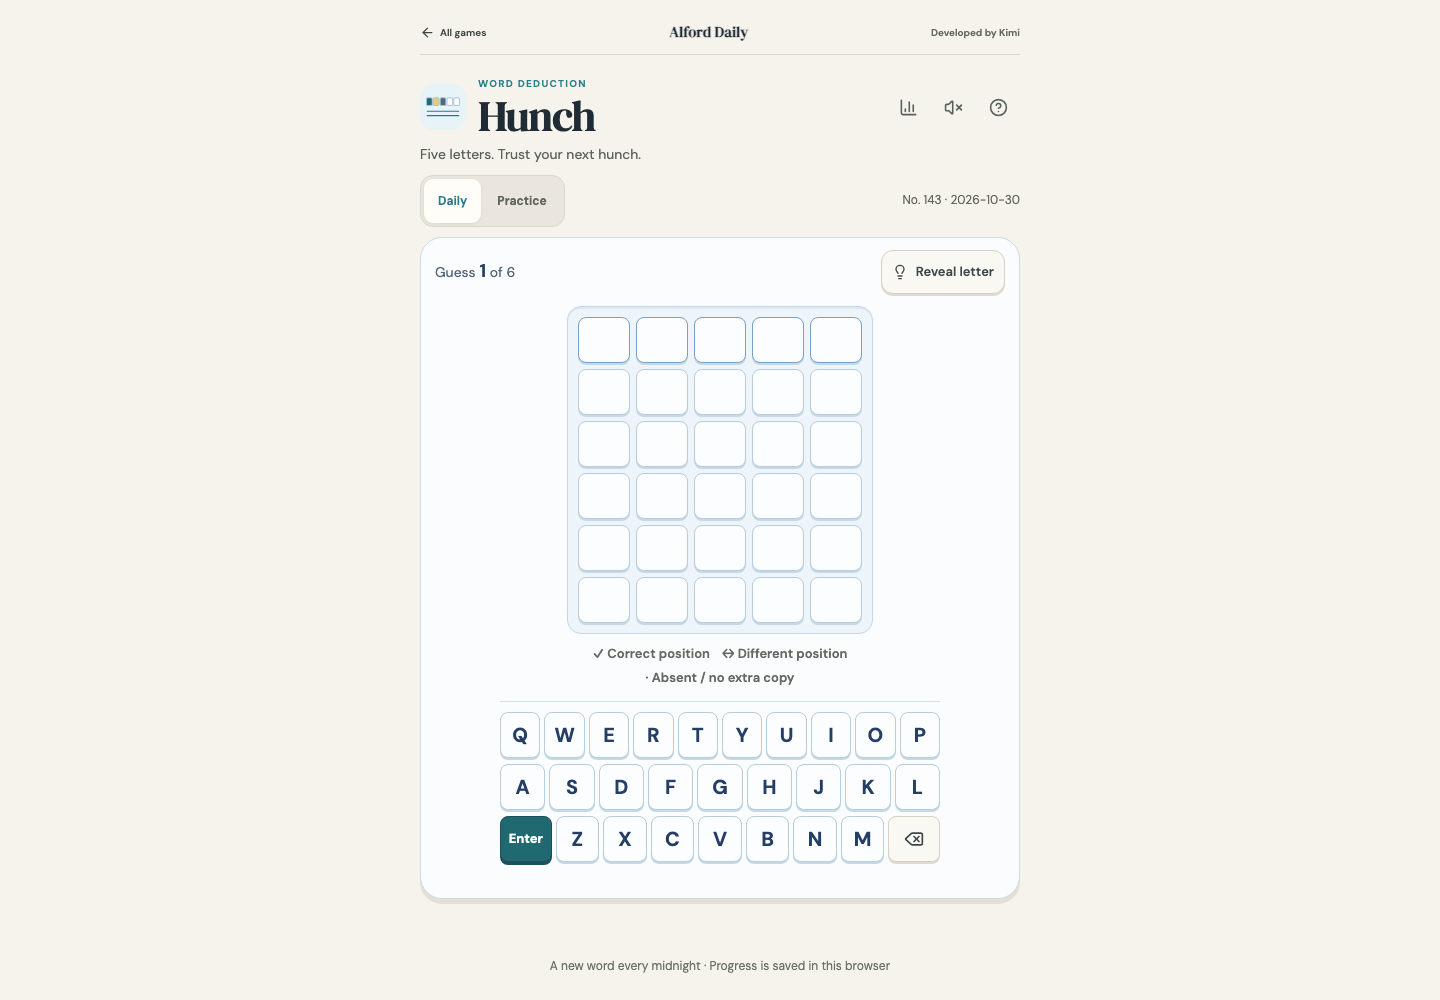 All games
Alford Daily
Developed by Kimi
WORD DEDUCTION
Hunch
Five letters. Trust your next hunch.
Daily
Practice
No. 143 · 2026-10-30
Guess 1 of 6
Reveal letter
✓ Correct position ↔ Different position
· Absent / no extra copy
Q W E R T Y U I O P
A S D F G H J K L
Enter Z X C V B N M
A new word every midnight · Progress is saved in this browser